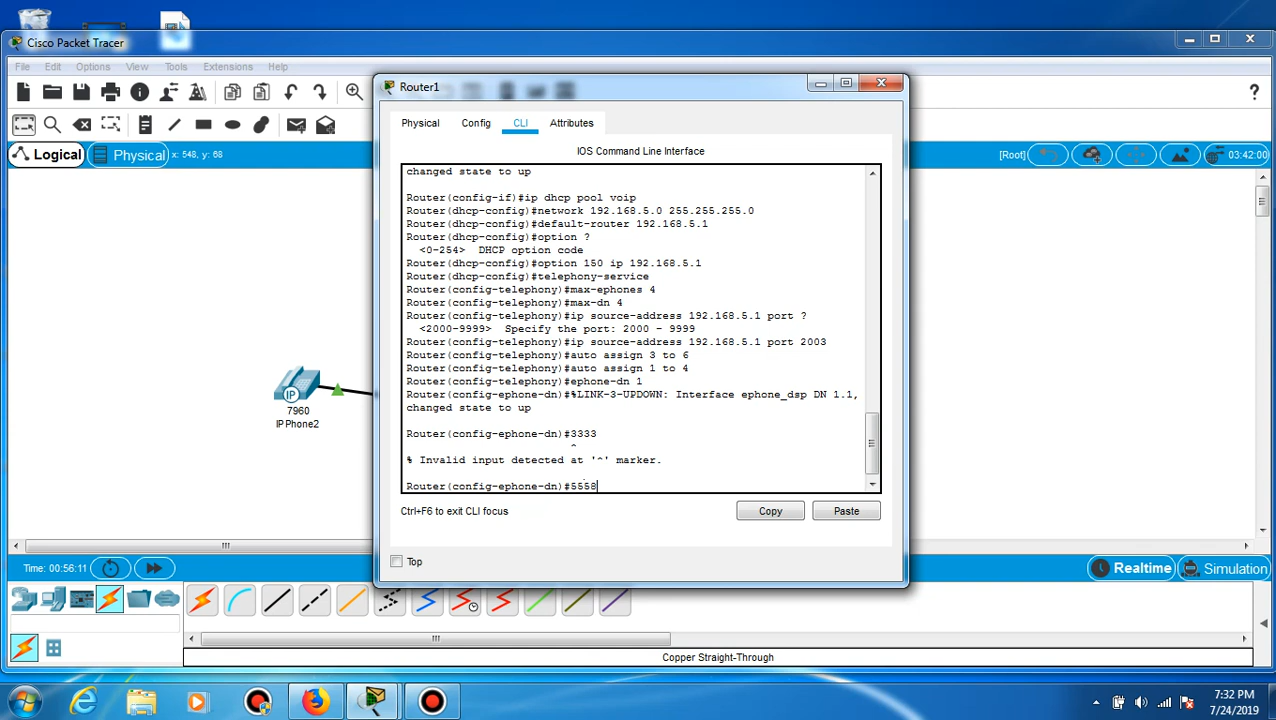 Cisco Packet Tracer
File Edit Options View Tools Extensions Help
Logical
Physical
x: 548, y: 68
[Root]
03:42:00
Router1
Physical Config CLI Attributes
IOS Command Line Interface
changed state to up
Router(config-if)#ip dhcp pool voip
Router(dhcp-config)#network 192.168.5.0 255.255.255.0
Router(dhcp-config)#default-router 192.168.5.1
Router(dhcp-config)#option ?
<0-254> DHCP option code
Router(dhcp-config)#option 150 ip 192.168.5.1
Router(dhcp-config)#telephony-service
Router(config-telephony)#max-ephones 4
Router(config-telephony)#max-dn 4
Router(config-telephony)#ip source-address 192.168.5.1 port ?
<2000-9999> Specify the port: 2000 - 9999
Router(config-telephony)#ip source-address 192.168.5.1 port 2003
Router(config-telephony)#auto assign 3 to 6
Router(config-telephony)#auto assign 1 to 4
Router(config-telephony)#ephone-dn 1
Router(config-ephone-dn)#%LINK-3-UPDOWN: Interface ephone_dsp DN 1.1,
changed state to up
Router(config-ephone-dn)#3333
^
% Invalid input detected at '^' marker.
Router(config-ephone-dn)#5558
Ctrl+F6 to exit CLI focus
Copy
Paste
Top
IP
7960
IP Phone2
Time: 00:56:11
Realtime
Simulation
Copper Straight-Through
7:32 PM
7/24/2019